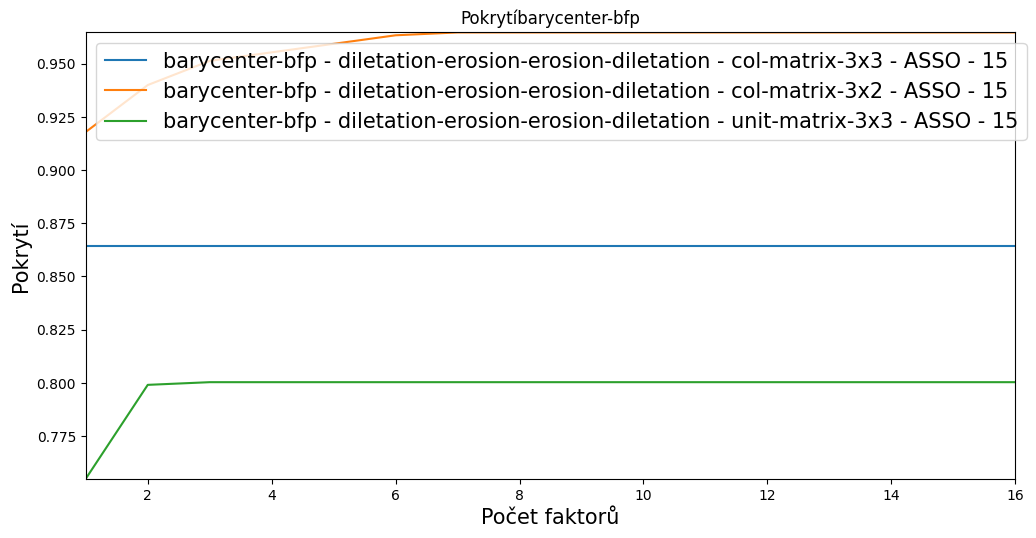 Pokrytíbarycenter-bfp
barycenter-bfp - diletation-erosion-erosion-diletation - col-matrix-3x3 - ASSO - 15
barycenter-bfp - diletation-erosion-erosion-diletation - col-matrix-3x2 - ASSO - 15
barycenter-bfp - diletation-erosion-erosion-diletation - unit-matrix-3x3 - ASSO - 15
Pokrytí
0.950
0.925
0.900
0.875
0.850
0.825
0.800
0.775
2 4 6 8 10 12 14 16
Počet faktorů